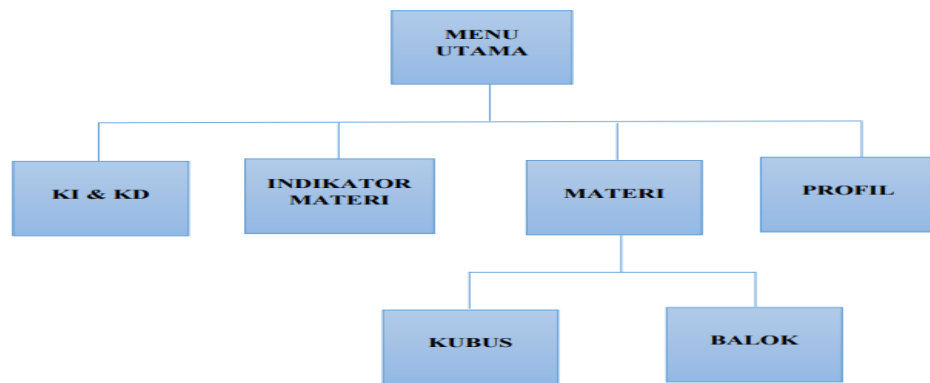 MENU
UTAMA
KI & KD
INDIKATOR
MATERI
MATERI
PROFIL
KUBUS
BALOK